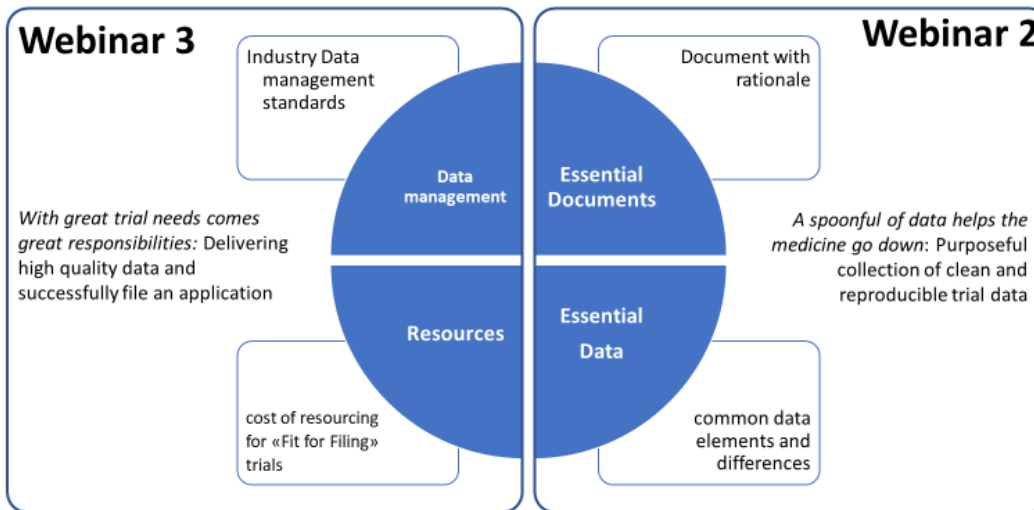 Webinar 3
Industry Data
management
standards
Data
management
With great trial needs comes
great responsibilities: Delivering
high quality data and
successfully file an application
Resources
cost of resourcing
for «Fit for Filing»
trials
Webinar 2
Document with
rationale
Essential
Documents
A spoonful of data helps the
medicine go down: Purposeful
collection of clean and
reproducible trial data
Essential
Data
common data
elements and
differences